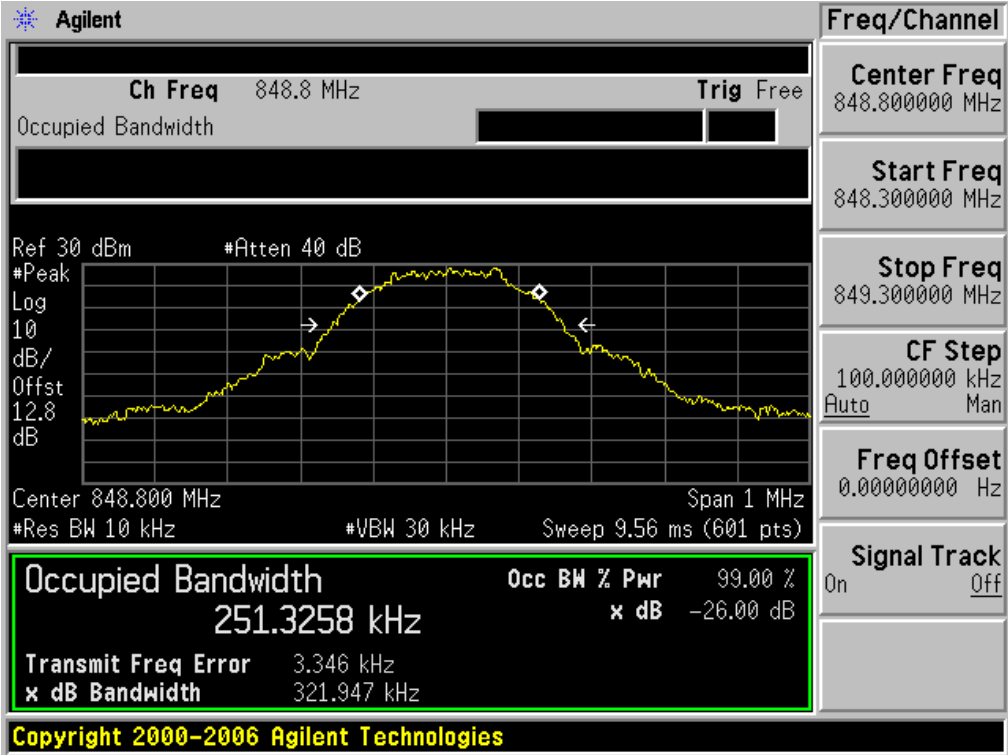 Agilent
Freq/Channel
Ch Freq 848.8 MHz Trig Free
Occupied Bandwidth
Center Freq
848.800000 MHz
Start Freq
848.300000 MHz
Stop Freq
849.300000 MHz
CF Step
100.000000 kHz
Auto Man
Freq Offset
0.00000000 Hz
Signal Track
On Off
Ref 30 dBm #Atten 40 dB
#Peak
Log
10
dB/
Offst
12.8
dB
Center 848.800 MHz Span 1 MHz
#Res BW 10 kHz #VBW 30 kHz Sweep 9.56 ms (601 pts)
Occupied Bandwidth
251.3258 kHz
Occ BW % Pwr 99.00 %
x dB -26.00 dB
Transmit Freq Error 3.346 kHz
x dB Bandwidth 321.947 kHz
Copyright 2000-2006 Agilent Technologies